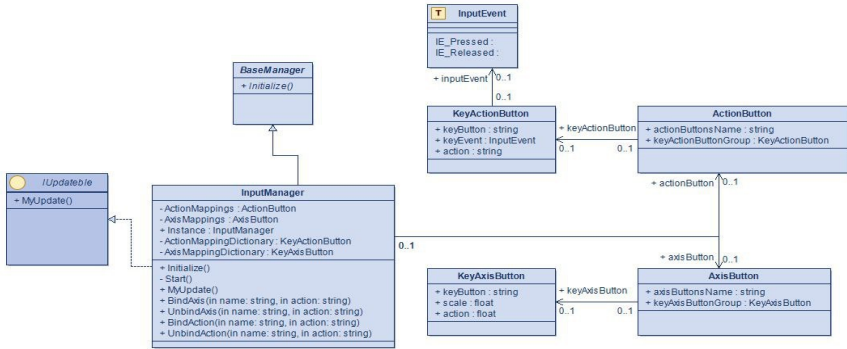 T InputEvent
IE_Pressed :
IE_Released :
+ inputEvent
0..1
0..1
BaseManager
+ Initialize()
KeyActionButton
+ keyButton : string
+ keyEvent : InputEvent
+ action : string
+ keyActionButton
0..1
0..1
ActionButton
+ actionButtonsName : string
+ keyActionButtonGroup : KeyActionButton
IUpdateble
+ MyUpdate()
InputManager
- ActionMappings : ActionButton
- AxisMappings : AxisButton
+ Instance : InputManager
- ActionMappingDictionary : KeyActionButton
- AxisMappingDictionary : KeyAxisButton
+ Initialize()
- Start()
+ MyUpdate()
+ BindAxis(in name: string, in action: string)
+ UnbindAxis(in name: string, in action: string)
+ BindAction(in name: string, in action: string)
+ UnbindAction(in name: string, in action: string)
+ actionButton
0..1
0..1
+ axisButton
0..1
KeyAxisButton
+ keyButton : string
+ scale : float
+ action : float
+ keyAxisButton
0..1
0..1
AxisButton
+ axisButtonsName : string
+ keyAxisButtonGroup : KeyAxisButton